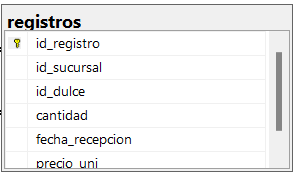 registros
id_registro
id_sucursal
id_dulce
cantidad
fecha_recepcion
precio_uni